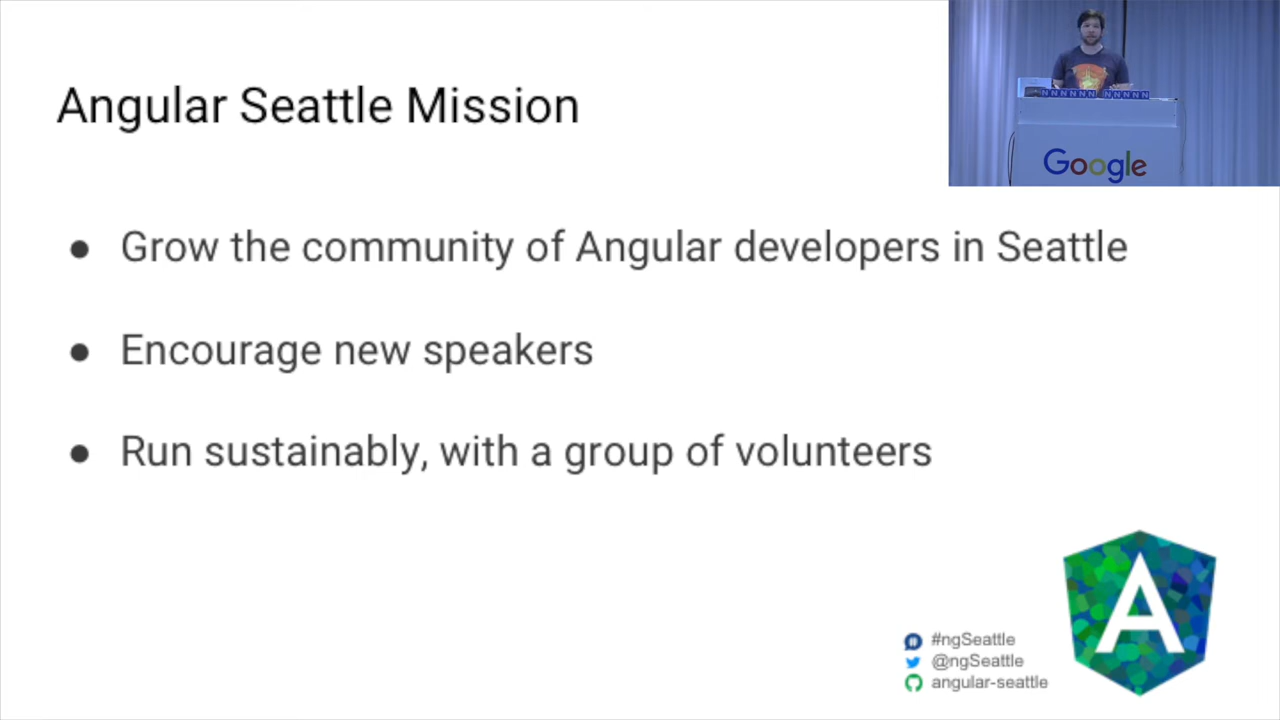 Angular Seattle Mission
Google
● Grow the community of Angular developers in Seattle
● Encourage new speakers
● Run sustainably, with a group of volunteers
#ngSeattle
@ngSeattle
angular-seattle
A